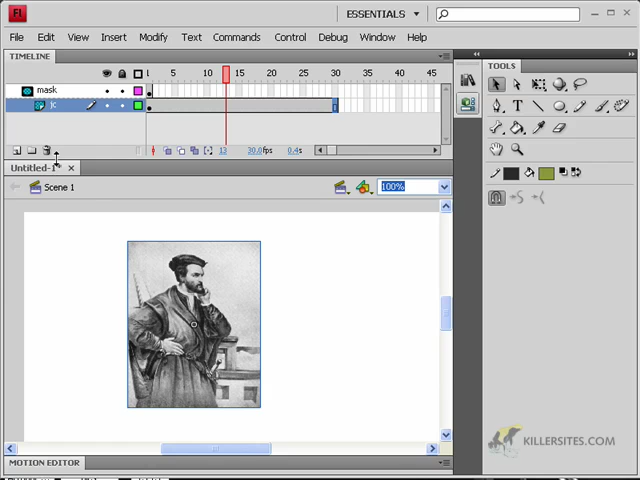 FL
ESSENTIALS
File Edit View Insert Modify Text Commands Control Debug Window Help
TIMELINE
TOOLS
1 5 10 15 20 25 30 35 40 45
mask
jc
13 30.0fps 0.4s
Untitled-1*
Scene 1
100%
KILLERSITES.COM
MOTION EDITOR